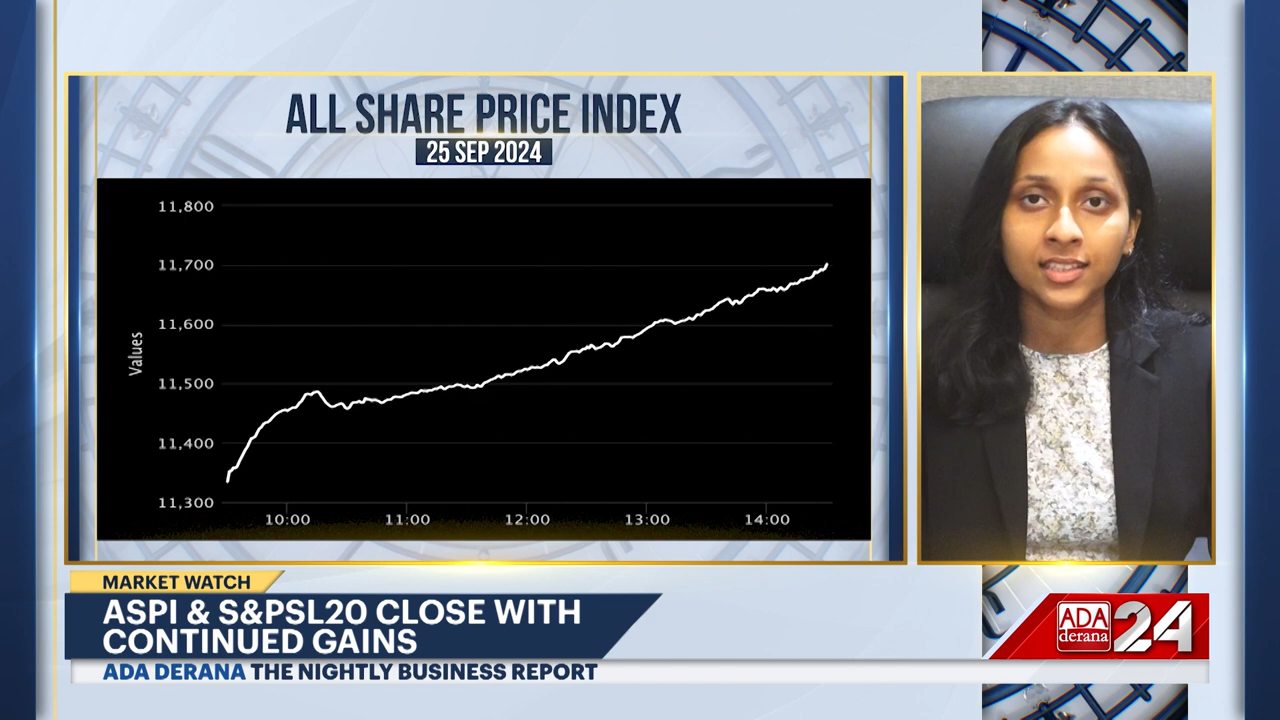 ALL SHARE PRICE INDEX
25 SEP 2024
11,800
11,700
11,600
11,500
11,400
11,300
Values
10:00 11:00 12:00 13:00 14:00
MARKET WATCH
ASPI & S&PSL20 CLOSE WITH
CONTINUED GAINS
ADA DERANA THE NIGHTLY BUSINESS REPORT
ADA
derana
24